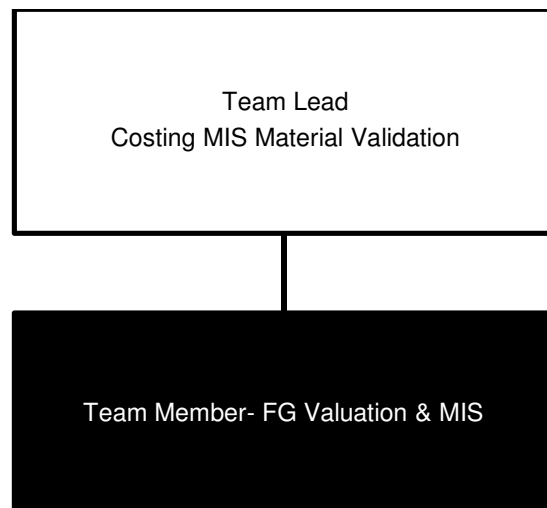 Team Lead
Costing MIS Material Validation
Team Member- FG Valuation & MIS